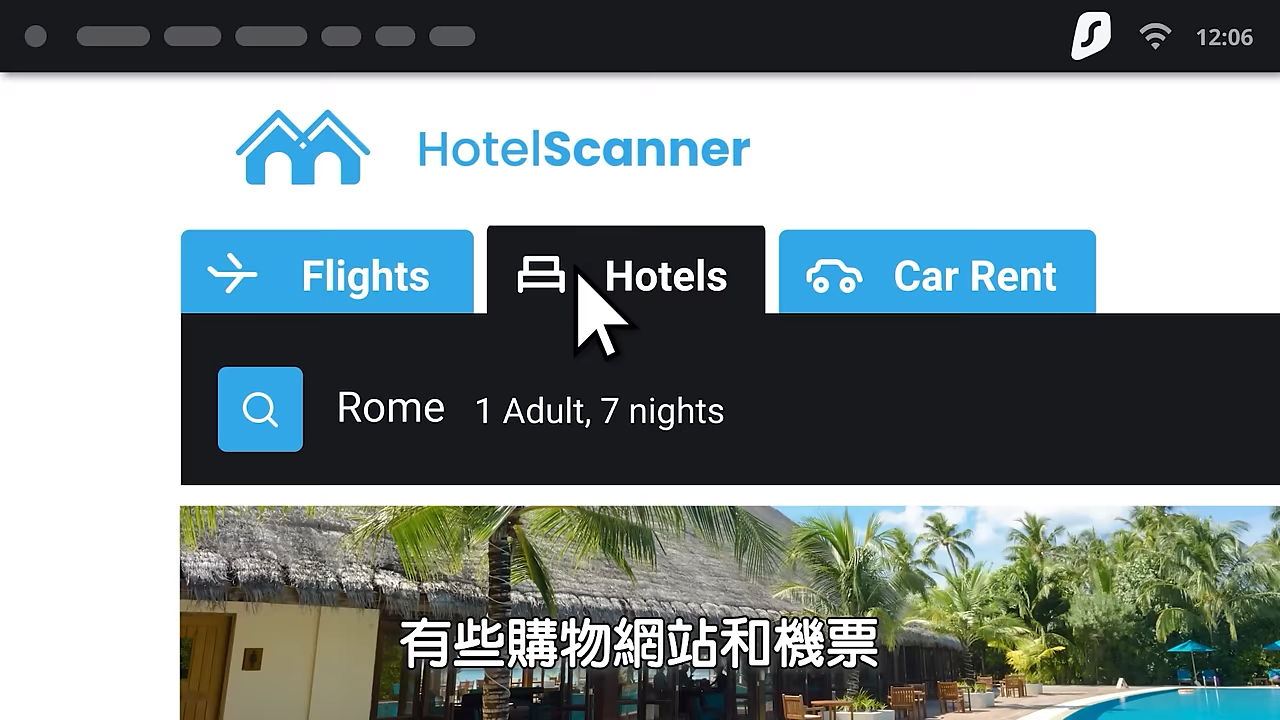 12:06
HotelScanner
Flights
Hotels
Car Rent
Rome 1 Adult, 7 nights
有些購物網站和機票